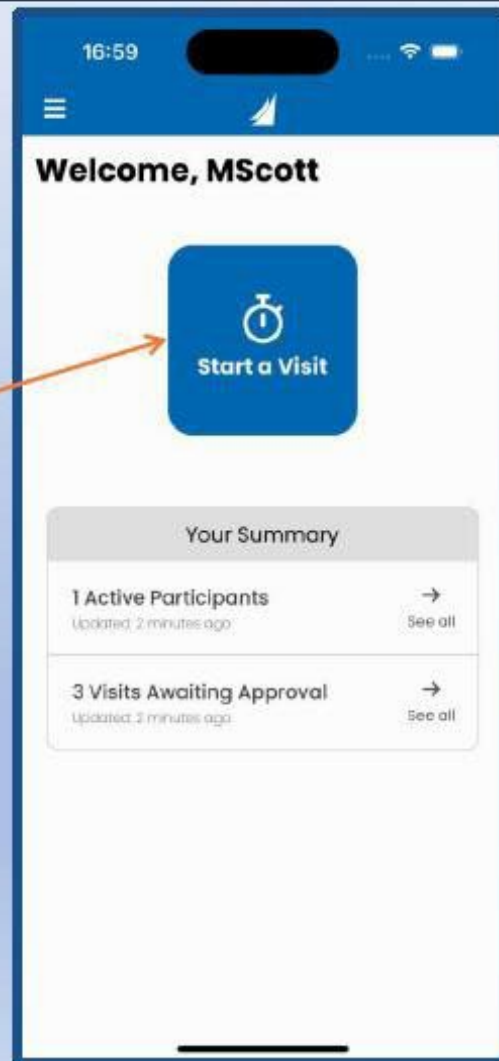 16:59
Welcome, MScott
Start a Visit
Your Summary
1 Active Participants
Updated: 2 minutes ago
See all
3 Visits Awaiting Approval
Updated: 2 minutes ago
See all